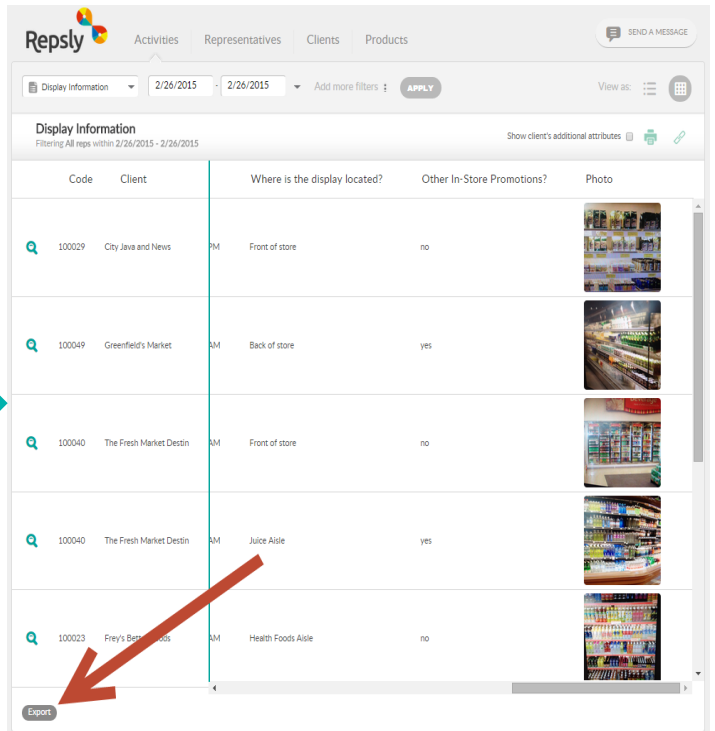 Repsly
Activities Representatives Clients Products
SEND A MESSAGE
Display Information 2/26/2015 - 2/26/2015 Add more filters : APPLY View as:
Display Information
Filtering All reps within 2/26/2015 - 2/26/2015
Show client's additional attributes
Code Client Where is the display located? Other In-Store Promotions? Photo
100029 City Java and News PM Front of store no
100049 Greenfield's Market AM Back of store yes
100040 The Fresh Market Destin AM Front of store no
100040 The Fresh Market Destin AM Juice Aisle yes
100023 Frey's AM Health Foods Aisle no
Export